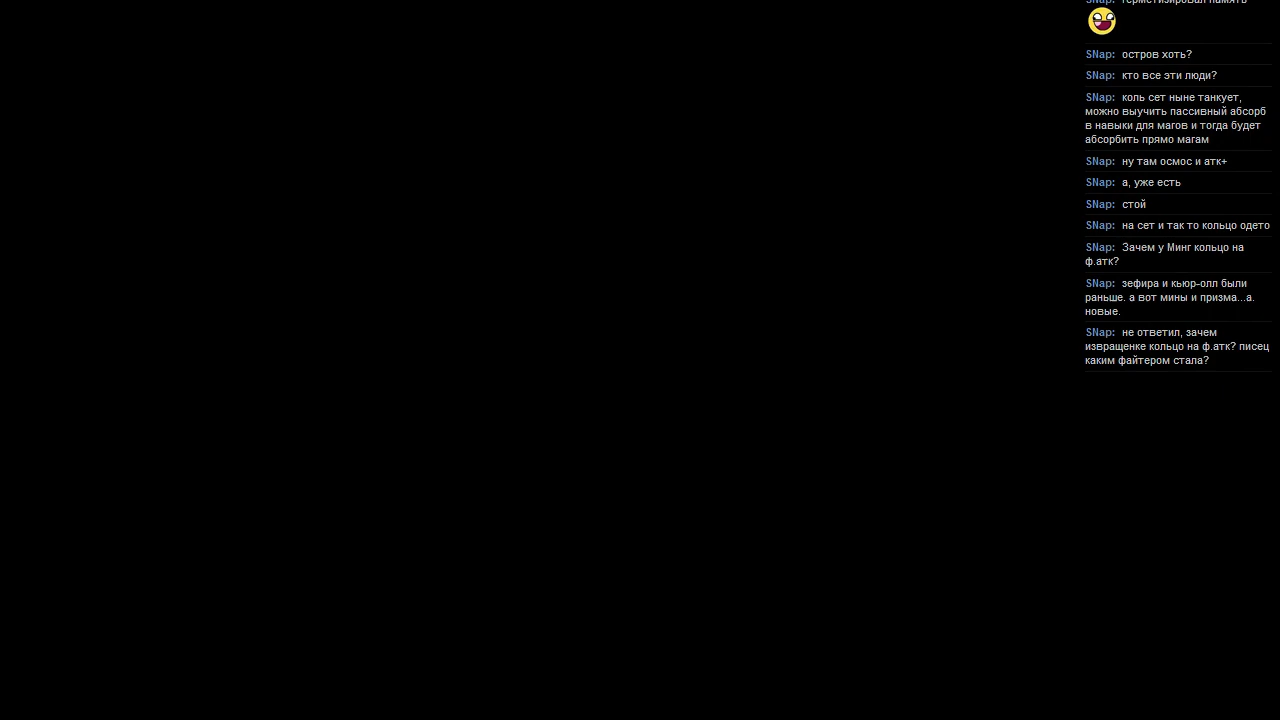 SNap: герметизировал память
SNap: остров хоть?
SNap: кто все эти люди?
SNap: коль сет ныне танкует,
можно выучить пассивный абсорб
в навыки для магов и тогда будет
абсорбить прямо магам
SNap: ну там осмос и атк+
SNap: а, уже есть
SNap: стой
SNap: на сет и так то кольцо одето
SNap: Зачем у Минг кольцо на
ф.атк?
SNap: зефира и кьюр-олл были
раньше. а вот мины и призма...а.
новые.
SNap: не ответил, зачем
извращенке кольцо на ф.атк? писец
каким файтером стала?